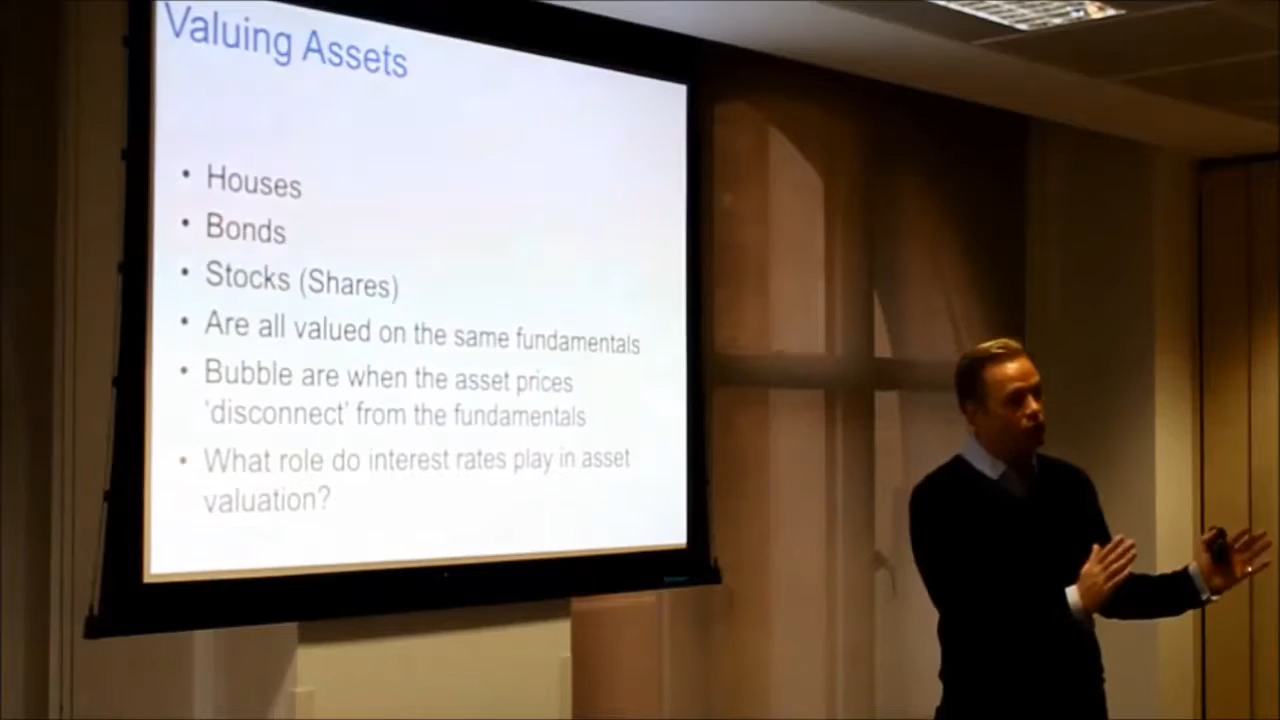 Valuing Assets
• Houses
• Bonds
• Stocks (Shares)
• Are all valued on the same fundamentals
• Bubble are when the asset prices
‘disconnect’ from the fundamentals
• What role do interest rates play in asset
valuation?